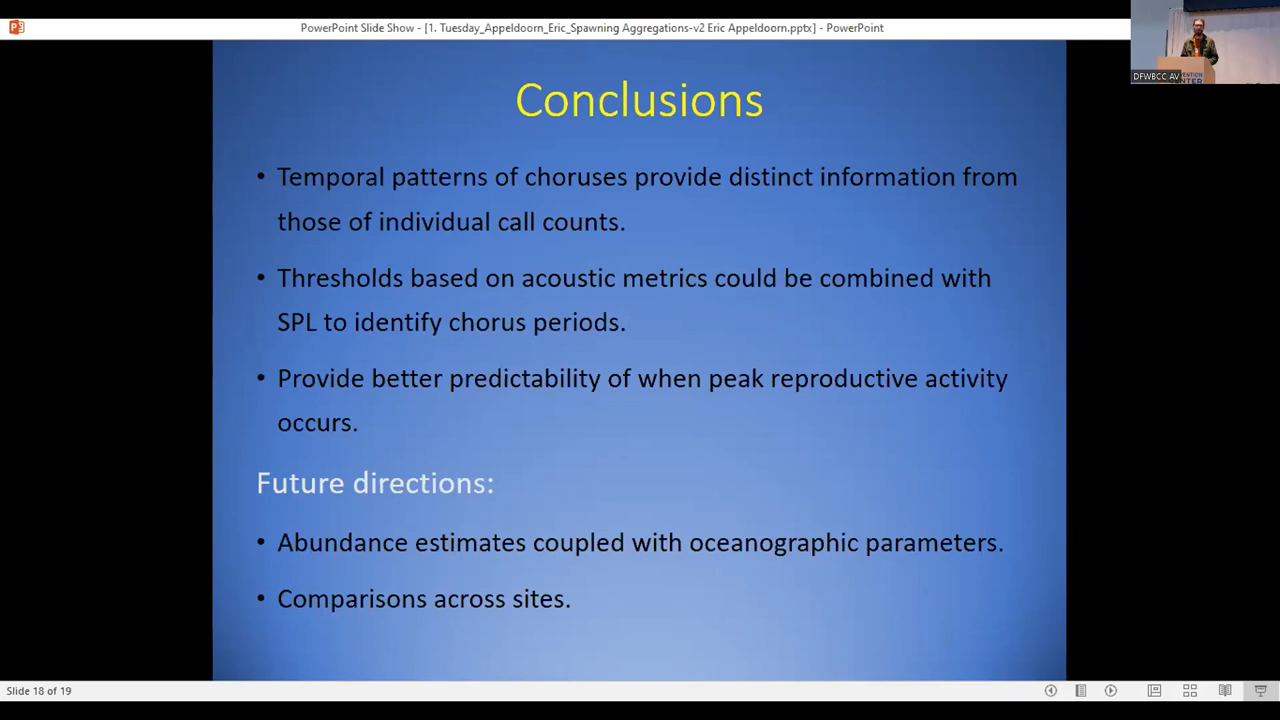 PowerPoint Slide Show - [1. Tuesday_Appeldoorn_Eric_Spawning Aggregations-v2 Eric Appeldoorn.pptx] - PowerPoint
DFWBCC AV
Conclusions
• Temporal patterns of choruses provide distinct information from
those of individual call counts.
• Thresholds based on acoustic metrics could be combined with
SPL to identify chorus periods.
• Provide better predictability of when peak reproductive activity
occurs.
Future directions:
• Abundance estimates coupled with oceanographic parameters.
• Comparisons across sites.
Slide 18 of 19